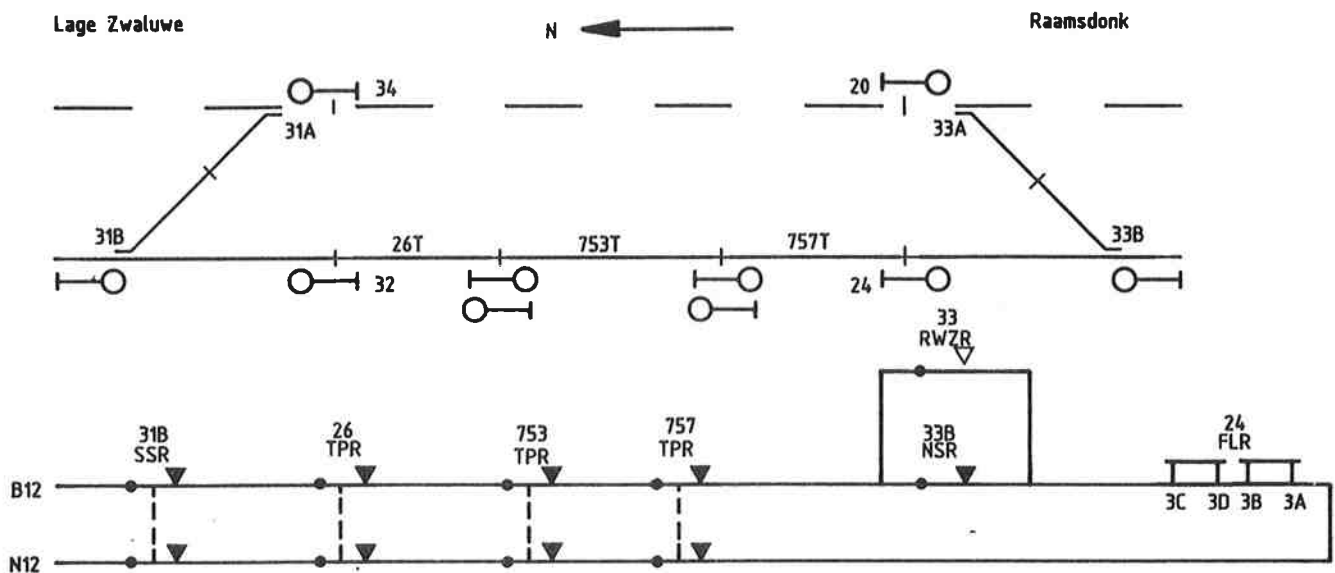 Lage Zwaluwe
N
Raamsdonk
34
20
31A
33A
31B
26T
753T
757T
33B
32
24
33
RWZR
31B
SSR
26
TPR
753
TPR
757
TPR
33B
NSR
24
FLR
B12
3C
3D
3B
3A
N12